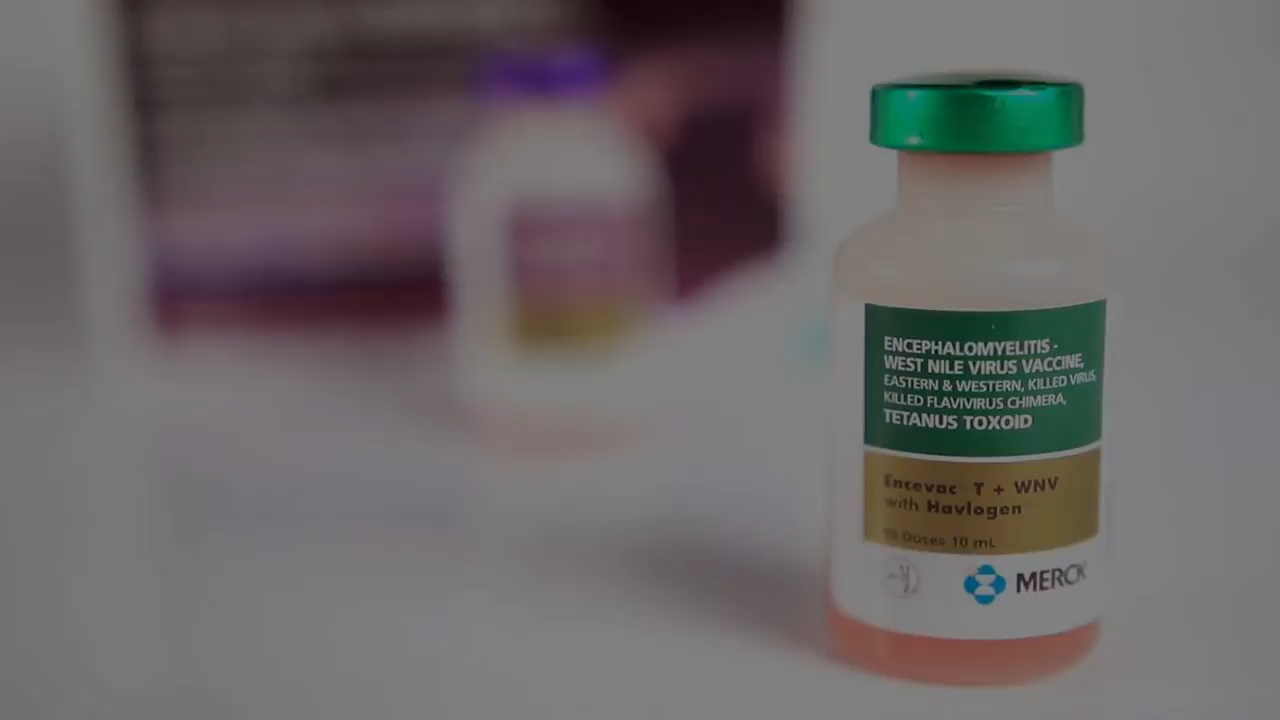 ENCEPHALOMYELITIS -
WEST NILE VIRUS VACCINE,
EASTERN & WESTERN, KILLED VIRUS,
KILLED FLAVIVIRUS CHIMERA,
TETANUS TOXOID
Encevac T + WNV
with Havlogen
Doses 10 mL
MERCK